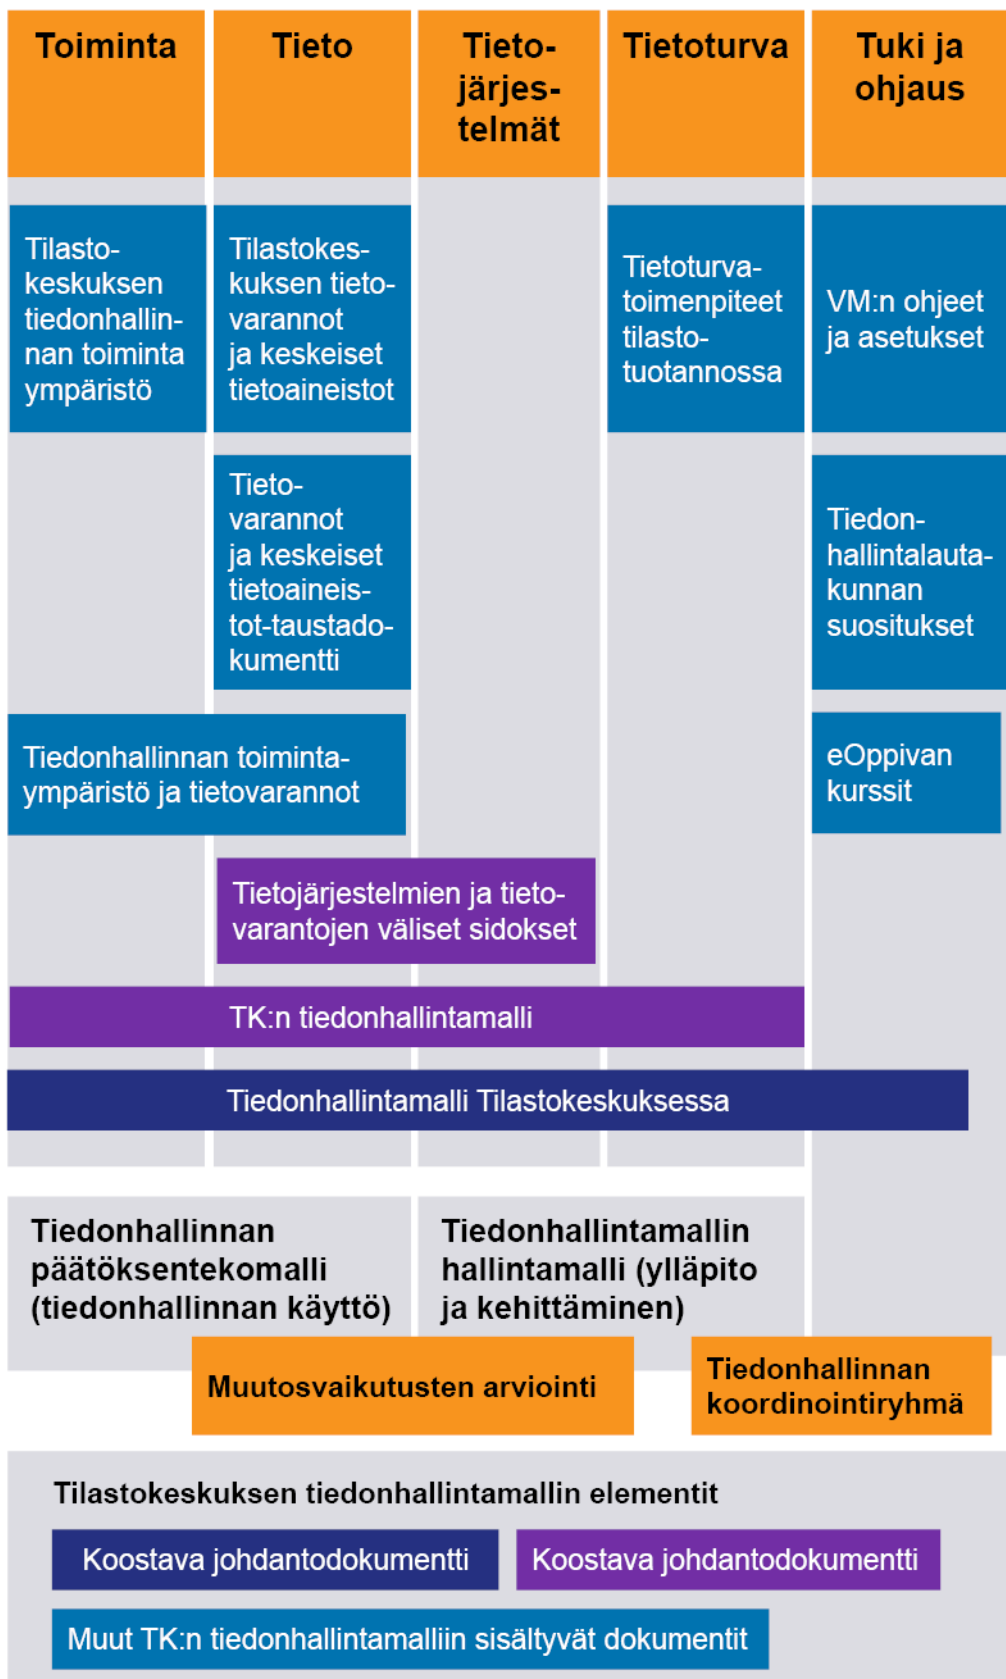 Toiminta
Tieto
Tieto-
järjes-
telmät
Tietoturva
Tuki ja
ohjaus
Tilasto-
keskuksen
tiedonhallin-
nan toiminta
ympäristö
Tilastokes-
kuksen tieto-
varannot
ja keskeiset
tietoaineistot
Tietoturva-
toimenpiteet
tilasto-
tuotannossa
VM:n ohjeet
ja asetukset
Tieto-
varannot
ja keskeiset
tietoaineis-
tot-taustado-
kumentti
Tiedon-
hallintalauta-
kunnan
suositukset
Tiedonhallinnan toiminta-
ympäristö ja tietovarannot
eOppivan
kurssit
Tietojärjestelmien ja tieto-
varantojen väliset sidokset
TK:n tiedonhallintamalli
Tiedonhallintamalli Tilastokeskuksessa
Tiedonhallinnan
päätöksentekomalli
(tiedonhallinnan käyttö)
Tiedonhallintamallin
hallintamalli (ylläpito
ja kehittäminen)
Muutosvaikutusten arviointi
Tiedonhallinnan
koordinointiryhmä
Tilastokeskuksen tiedonhallintamallin elementit
Koostava johdantodokumentti
Koostava johdantodokumentti
Muut TK:n tiedonhallintamalliin sisältyvät dokumentit